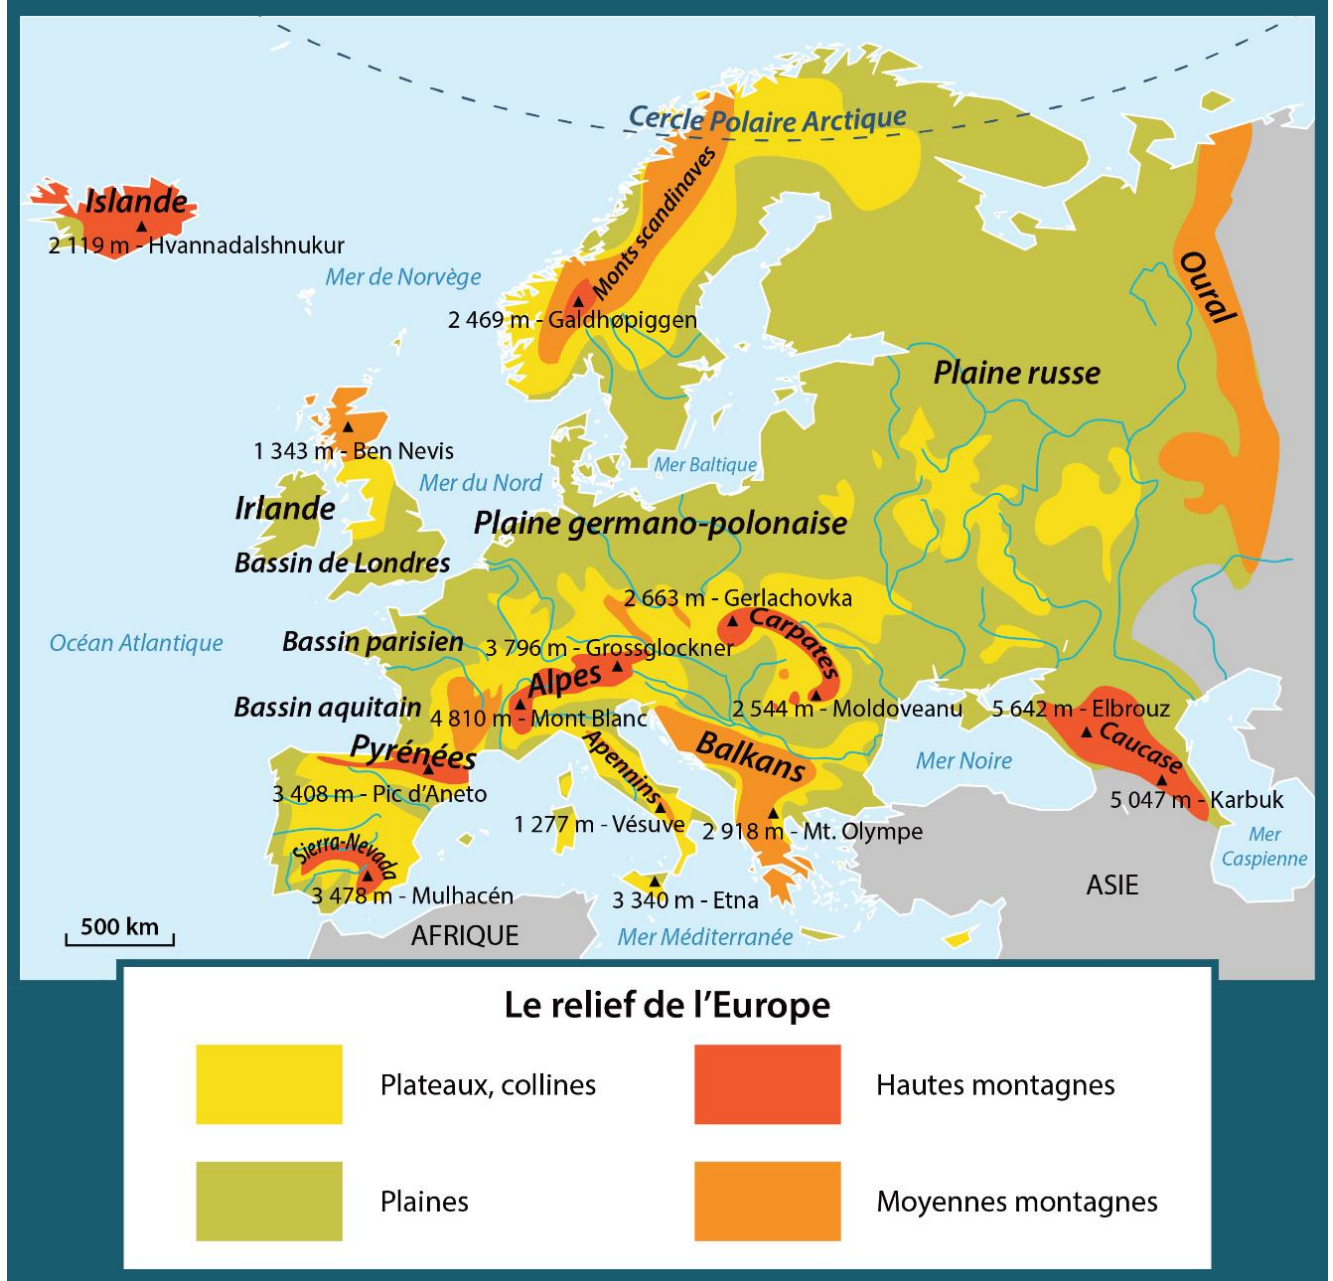 Cercle Polaire Arctique
Islande
2 119 m - Hvannadalshnukur
Mer de Norvège
Monts scandinaves
2 469 m - Galdhøpiggen
Oural
Plaine russe
1 343 m - Ben Nevis
Mer du Nord
Mer Baltique
Irlande
Plaine germano-polonaise
Bassin de Londres
2 663 m - Gerlachovka
Carpates
Océan Atlantique
Bassin parisien
3 796 m - Grossglockner
Alpes
Bassin aquitain
4 810 m - Mont Blanc
2 544 m - Moldoveanu
5 642 m - Elbrouz
Caucase
Pyrénées
Apennins
Balkans
Mer Noire
3 408 m - Pic d'Aneto
5 047 m - Karbuk
1 277 m - Vésuve
2 918 m - Mt. Olympe
Mer
Caspienne
Sierra-Nevada
3 478 m - Mulhacén
3 340 m - Etna
ASIE
500 km
AFRIQUE
Mer Méditerranée
Le relief de l'Europe
Plateaux, collines
Hautes montagnes
Plaines
Moyennes montagnes